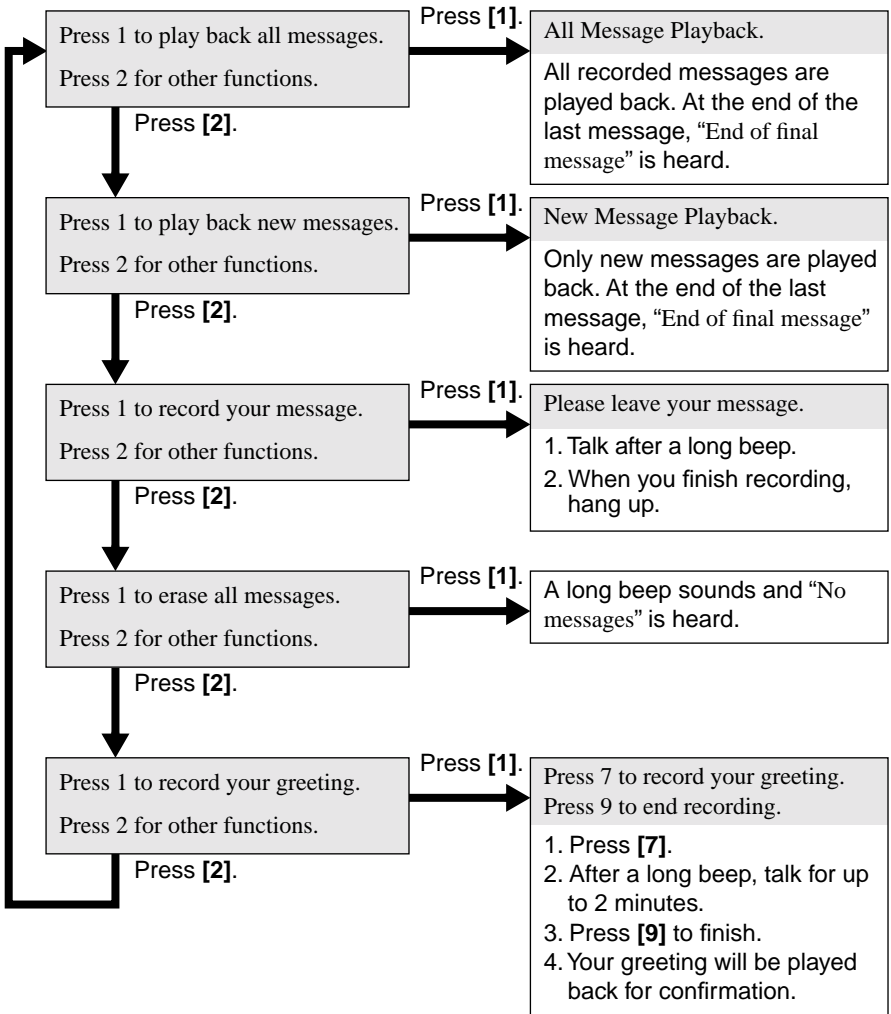 Press 1 to play back all messages.
Press 2 for other functions.
Press [1].
All Message Playback.
All recorded messages are
played back. At the end of the
last message, “End of final
message” is heard.
Press [2].
Press 1 to play back new messages.
Press 2 for other functions.
Press [1].
New Message Playback.
Only new messages are played
back. At the end of the last
message, “End of final message”
is heard.
Press [2].
Press 1 to record your message.
Press 2 for other functions.
Press [1].
Please leave your message.
1. Talk after a long beep.
2. When you finish recording,
hang up.
Press [2].
Press 1 to erase all messages.
Press 2 for other functions.
Press [1].
A long beep sounds and “No
messages” is heard.
Press [2].
Press 1 to record your greeting.
Press 2 for other functions.
Press [1].
Press 7 to record your greeting.
Press 9 to end recording.
1. Press [7].
2. After a long beep, talk for up
to 2 minutes.
3. Press [9] to finish.
4. Your greeting will be played
back for confirmation.
Press [2].